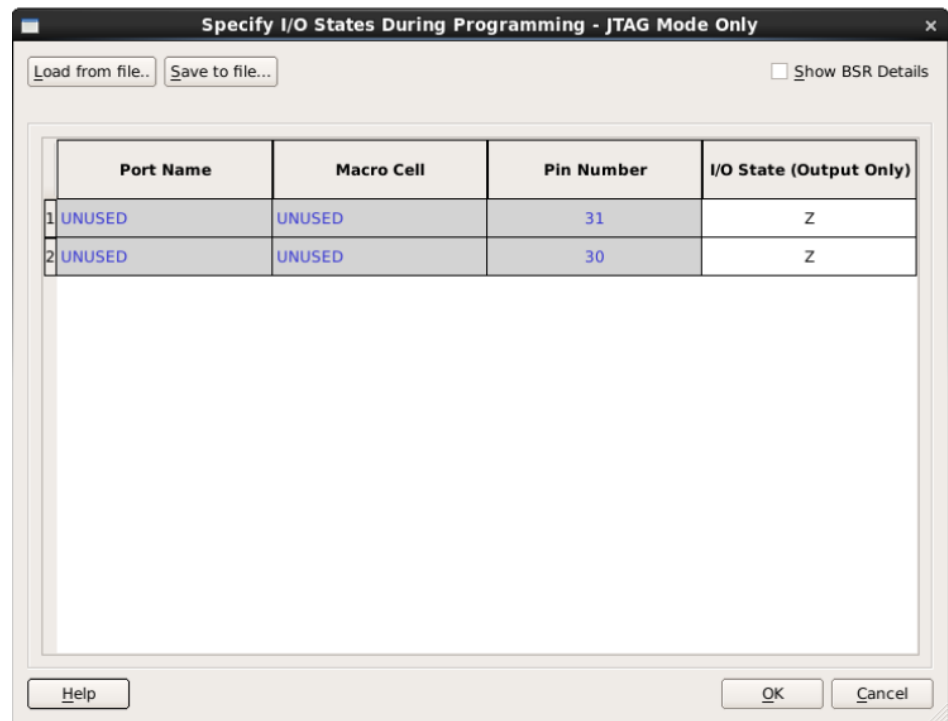 Specify I/O States During Programming - JTAG Mode Only
Load from file.. Save to file... Show BSR Details
Port Name Macro Cell Pin Number I/O State (Output Only)
1 UNUSED UNUSED 31 Z
2 UNUSED UNUSED 30 Z
Help OK Cancel